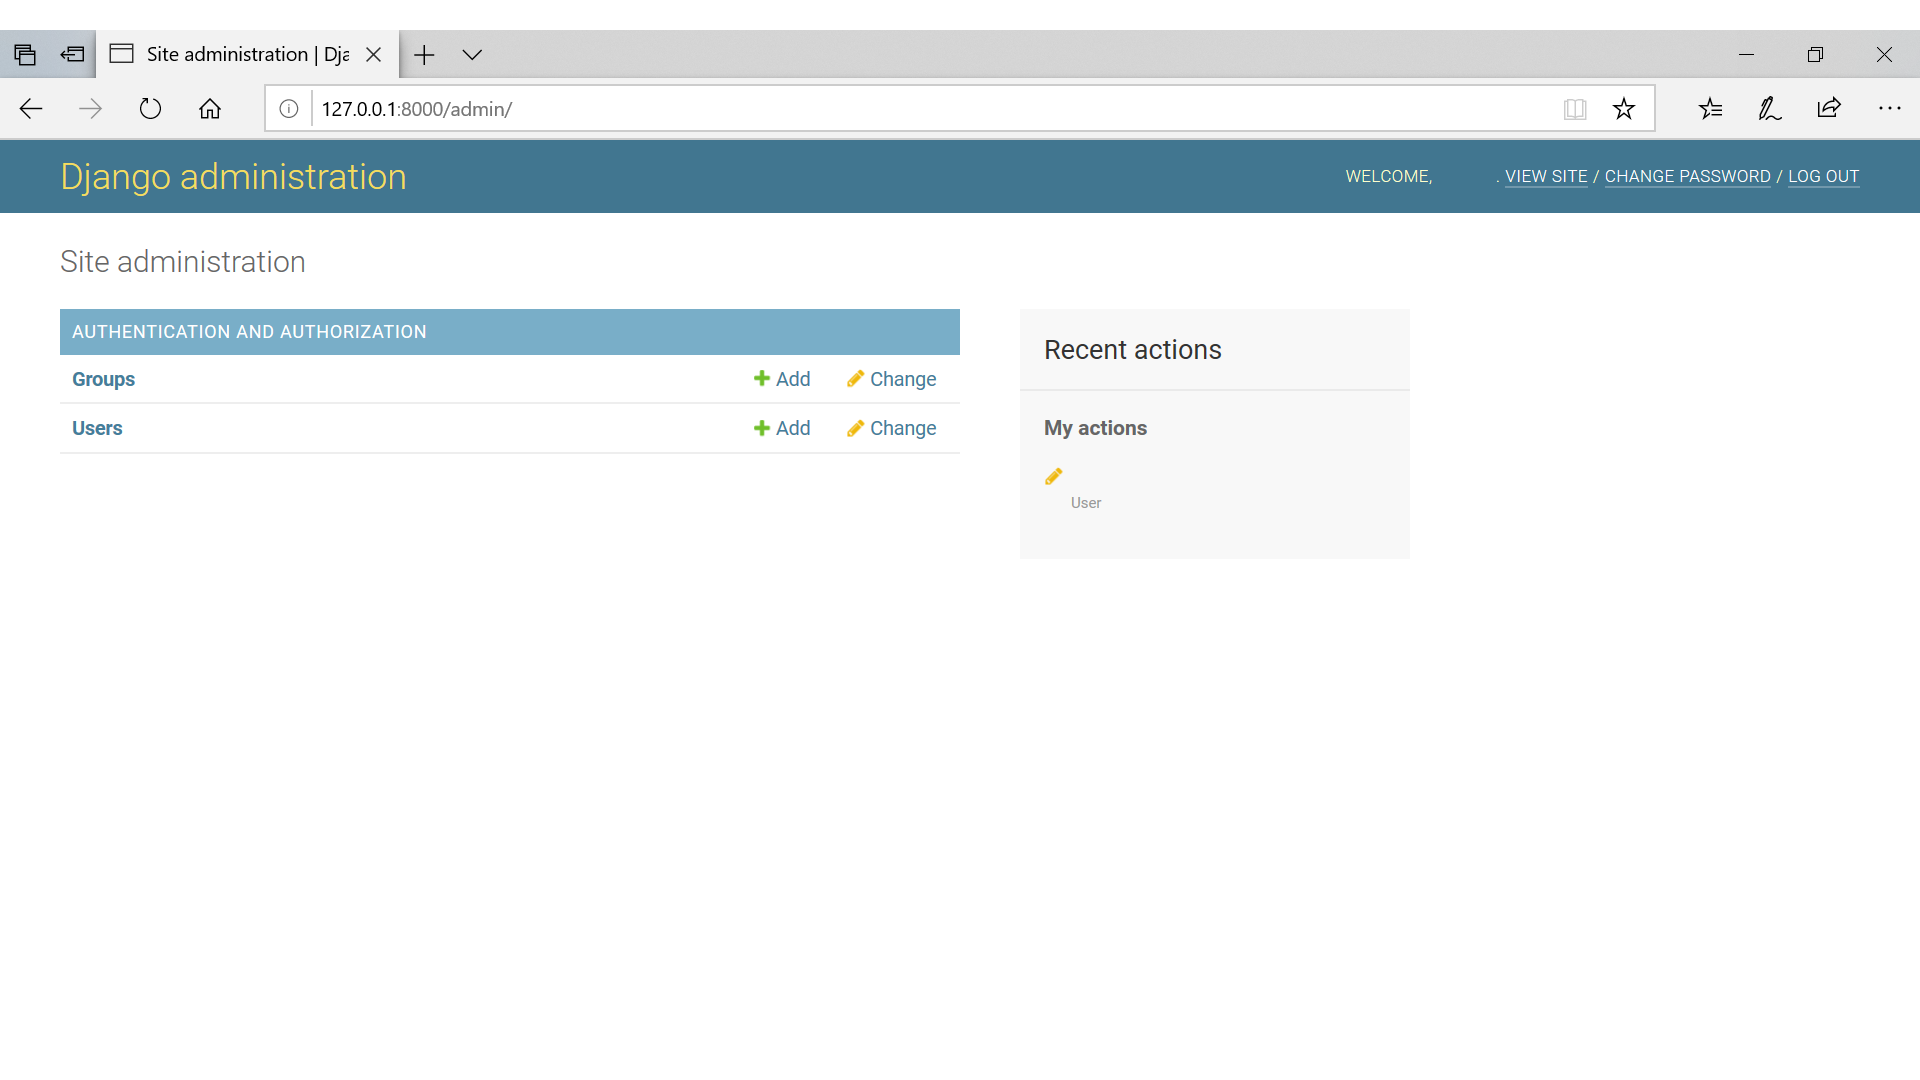 Site administration | Dja
127.0.0.1:8000/admin/
Django administration
WELCOME, . VIEW SITE / CHANGE PASSWORD / LOG OUT
Site administration
AUTHENTICATION AND AUTHORIZATION
Groups Add Change
Users Add Change
Recent actions
My actions
User